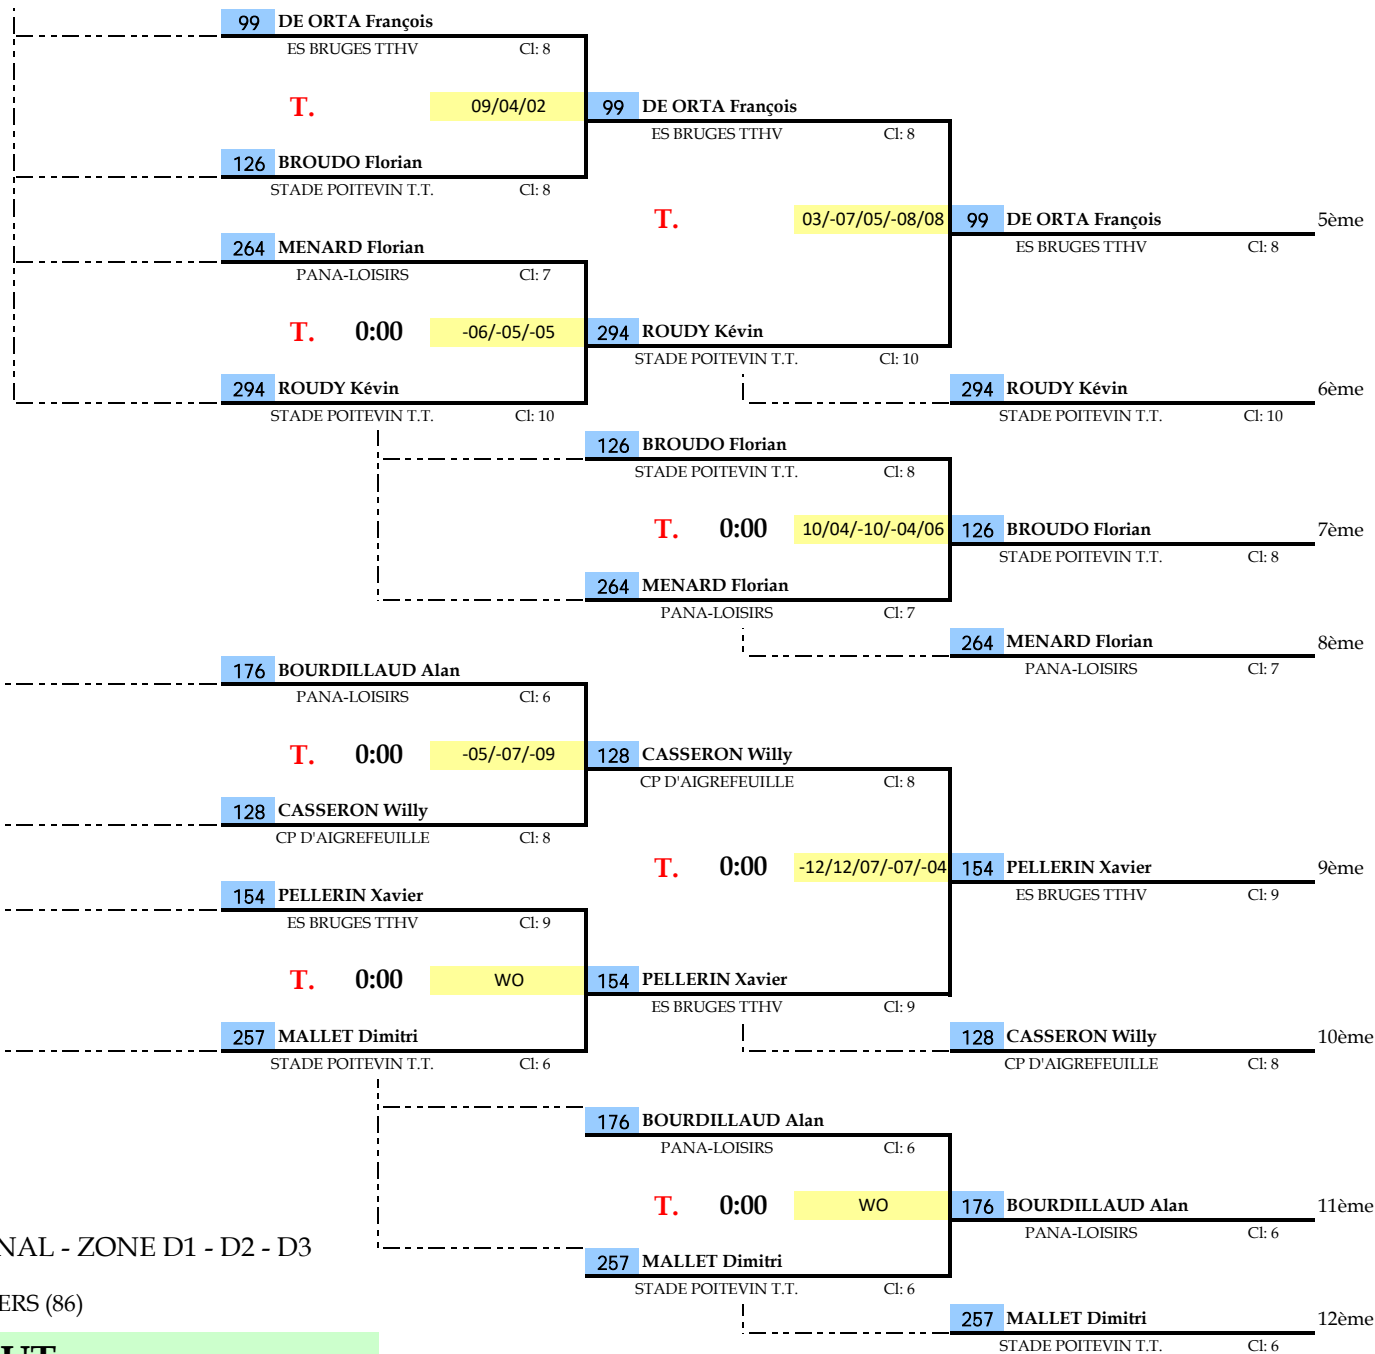 99 DE ORTA François
ES BRUGES TTHV Cl: 8
T. 09/04/02 99 DE ORTA François
ES BRUGES TTHV Cl: 8
126 BROUDO Florian
STADE POITEVIN T.T. Cl: 8
T. 03/-07/05/-08/08 99 DE ORTA François 5ème
264 MENARD Florian ES BRUGES TTHV Cl: 8
PANA-LOISIRS Cl: 7
T. 0:00 -06/-05/-05 294 ROUDY Kévin
STADE POITEVIN T.T. Cl: 10
294 ROUDY Kévin 294 ROUDY Kévin 6ème
STADE POITEVIN T.T. Cl: 10 STADE POITEVIN T.T. Cl: 10
126 BROUDO Florian
STADE POITEVIN T.T. Cl: 8
T. 0:00 10/04/-10/-04/06 126 BROUDO Florian 7ème
STADE POITEVIN T.T. Cl: 8
264 MENARD Florian
PANA-LOISIRS Cl: 7
264 MENARD Florian 8ème
176 BOURDILLAUD Alan PANA-LOISIRS Cl: 7
PANA-LOISIRS Cl: 6
T. 0:00 -05/-07/-09 128 CASSERON Willy
CP D'AIGREFEUILLE Cl: 8
128 CASSERON Willy
CP D'AIGREFEUILLE Cl: 8
T. 0:00 -12/12/07/-07/-04 154 PELLERIN Xavier 9ème
154 PELLERIN Xavier ES BRUGES TTHV Cl: 9
ES BRUGES TTHV Cl: 9
T. 0:00 WO 154 PELLERIN Xavier
ES BRUGES TTHV Cl: 9
257 MALLET Dimitri 128 CASSERON Willy 10ème
STADE POITEVIN T.T. Cl: 6 CP D'AIGREFEUILLE Cl: 8
176 BOURDILLAUD Alan
PANA-LOISIRS Cl: 6
T. 0:00 WO 176 BOURDILLAUD Alan 11ème
PANA-LOISIRS Cl: 6
NAL - ZONE D1 - D2 - D3
257 MALLET Dimitri
STADE POITEVIN T.T. Cl: 6
ERS (86)
257 MALLET Dimitri 12ème
STADE POITEVIN T.T. Cl: 6